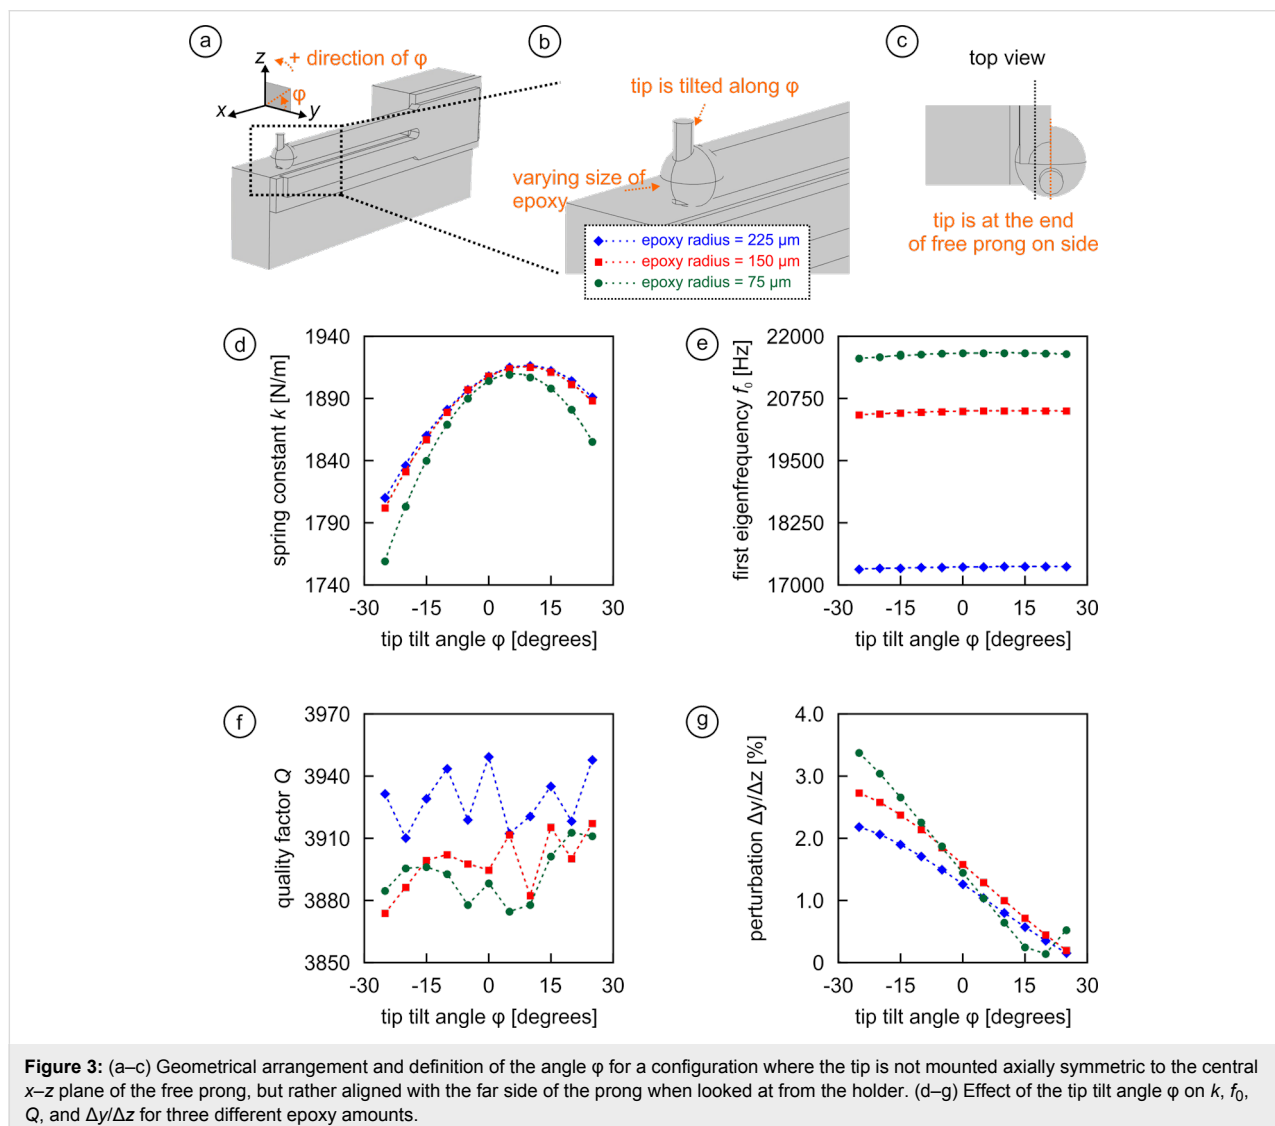 a
z
+ direction of φ
φ
x
y
b
tip is tilted along φ
varying size of
epoxy
epoxy radius = 225 µm
epoxy radius = 150 µm
epoxy radius = 75 µm
c
top view
tip is at the end
of free prong on side
d
spring constant k [N/m]
1940
1890
1840
1790
1740
-30 -15 0 15 30
tip tilt angle φ [degrees]
e
first eigenfrequency f₀ [Hz]
22000
20750
19500
18250
17000
-30 -15 0 15 30
tip tilt angle φ [degrees]
f
quality factor Q
3970
3940
3910
3880
3850
-30 -15 0 15 30
tip tilt angle φ [degrees]
g
perturbation Δy/Δz [%]
4.0
3.0
2.0
1.0
0
-30 -15 0 15 30
tip tilt angle φ [degrees]
Figure 3: (a–c) Geometrical arrangement and definition of the angle φ for a configuration where the tip is not mounted axially symmetric to the central
x–z plane of the free prong, but rather aligned with the far side of the prong when looked at from the holder. (d–g) Effect of the tip tilt angle φ on k, f₀,
Q, and Δy/Δz for three different epoxy amounts.